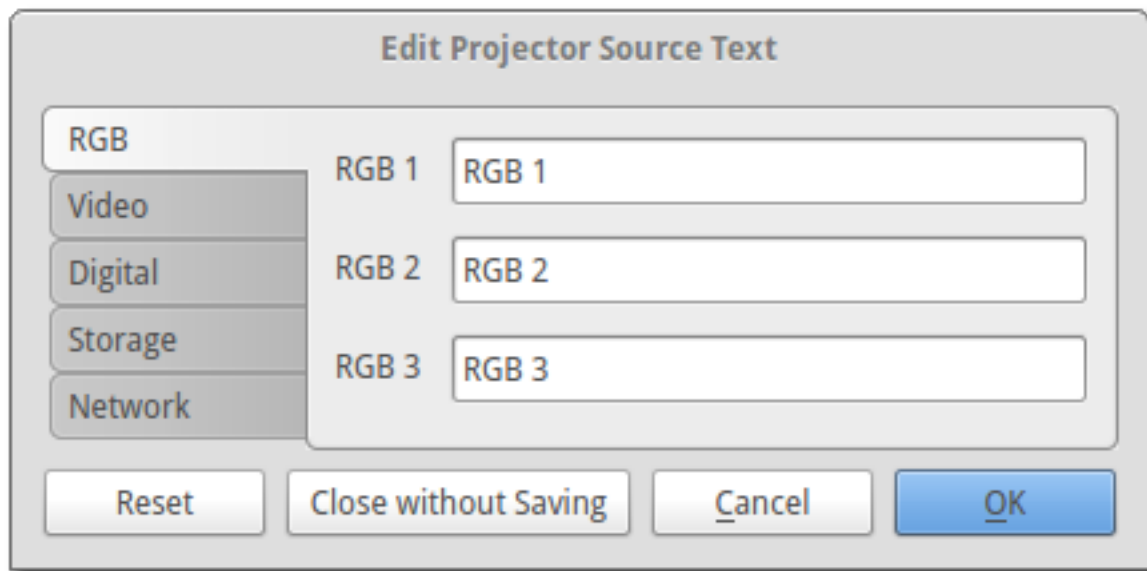 Edit Projector Source Text
RGB
Video
Digital
Storage
Network
RGB 1 RGB 1
RGB 2 RGB 2
RGB 3 RGB 3
Reset Close without Saving Cancel OK